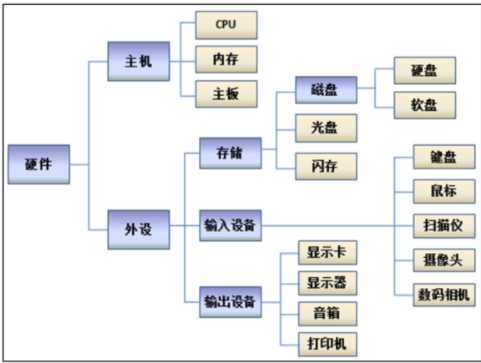 CPU
主机
内存
主板
硬盘
磁盘
软盘
存储
光盘
闪存
硬件
键盘
鼠标
外设
输入设备
扫描仪
摄像头
数码相机
显示卡
显示器
输出设备
音箱
打印机